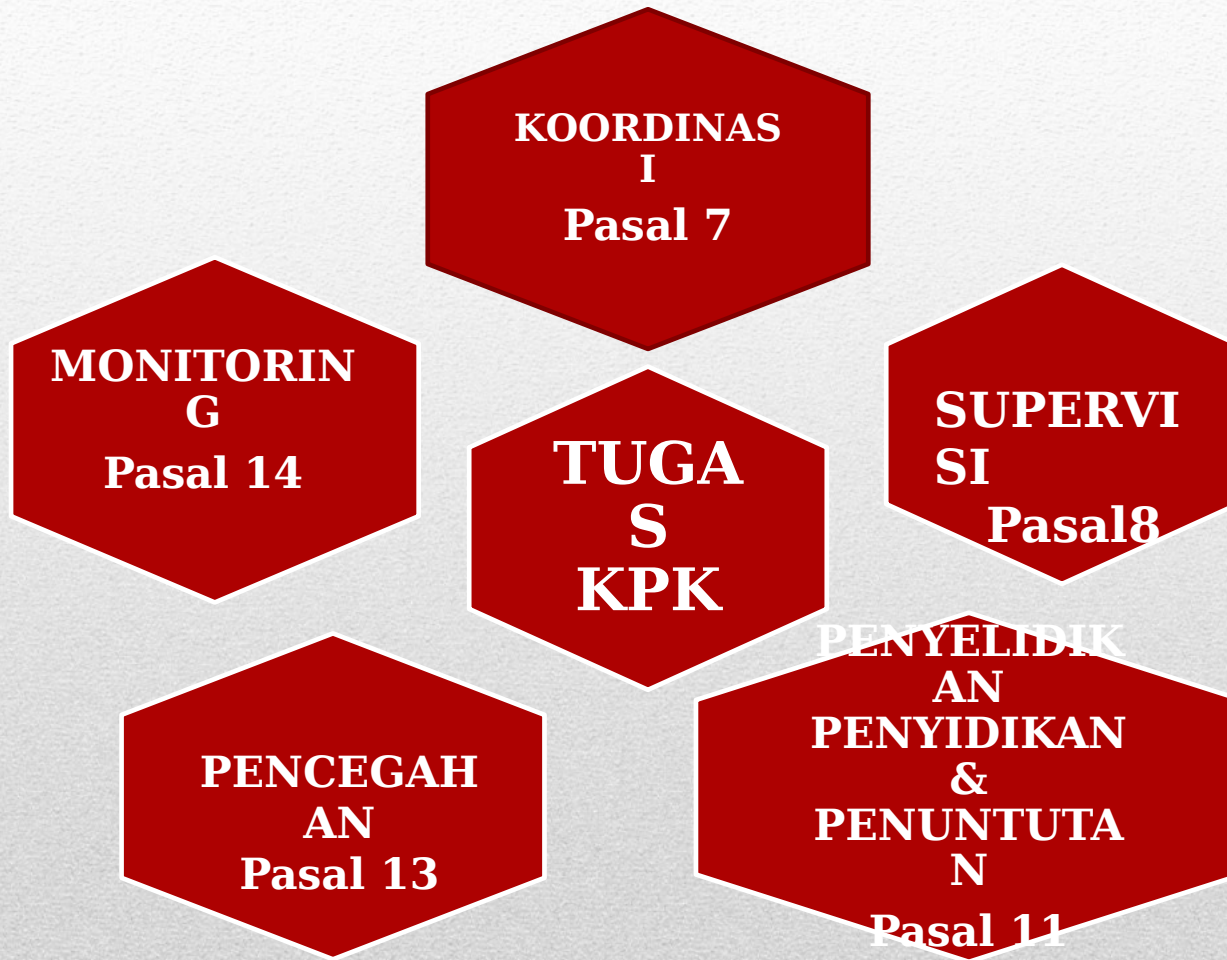 KOORDINAS
I
Pasal 7
MONITORIN
G
Pasal 14
SUPERVI
SI
Pasal8
TUGA
S
KPK
PENCEGAH
AN
Pasal 13
PENYELIDIK
AN
PENYIDIKAN
&
PENUNTUTA
N
Pasal 11